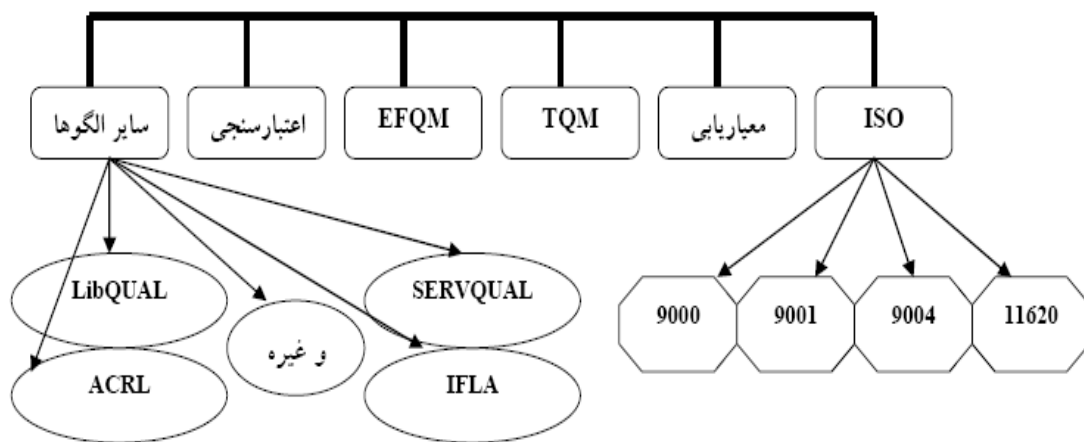 ISO
معیاریابی
TQM
EFQM
اعتبارسنجی
سایر الگوها
11620
9004
9001
9000
SERVQUAL
LibQUAL
و غیره
IFLA
ACRL